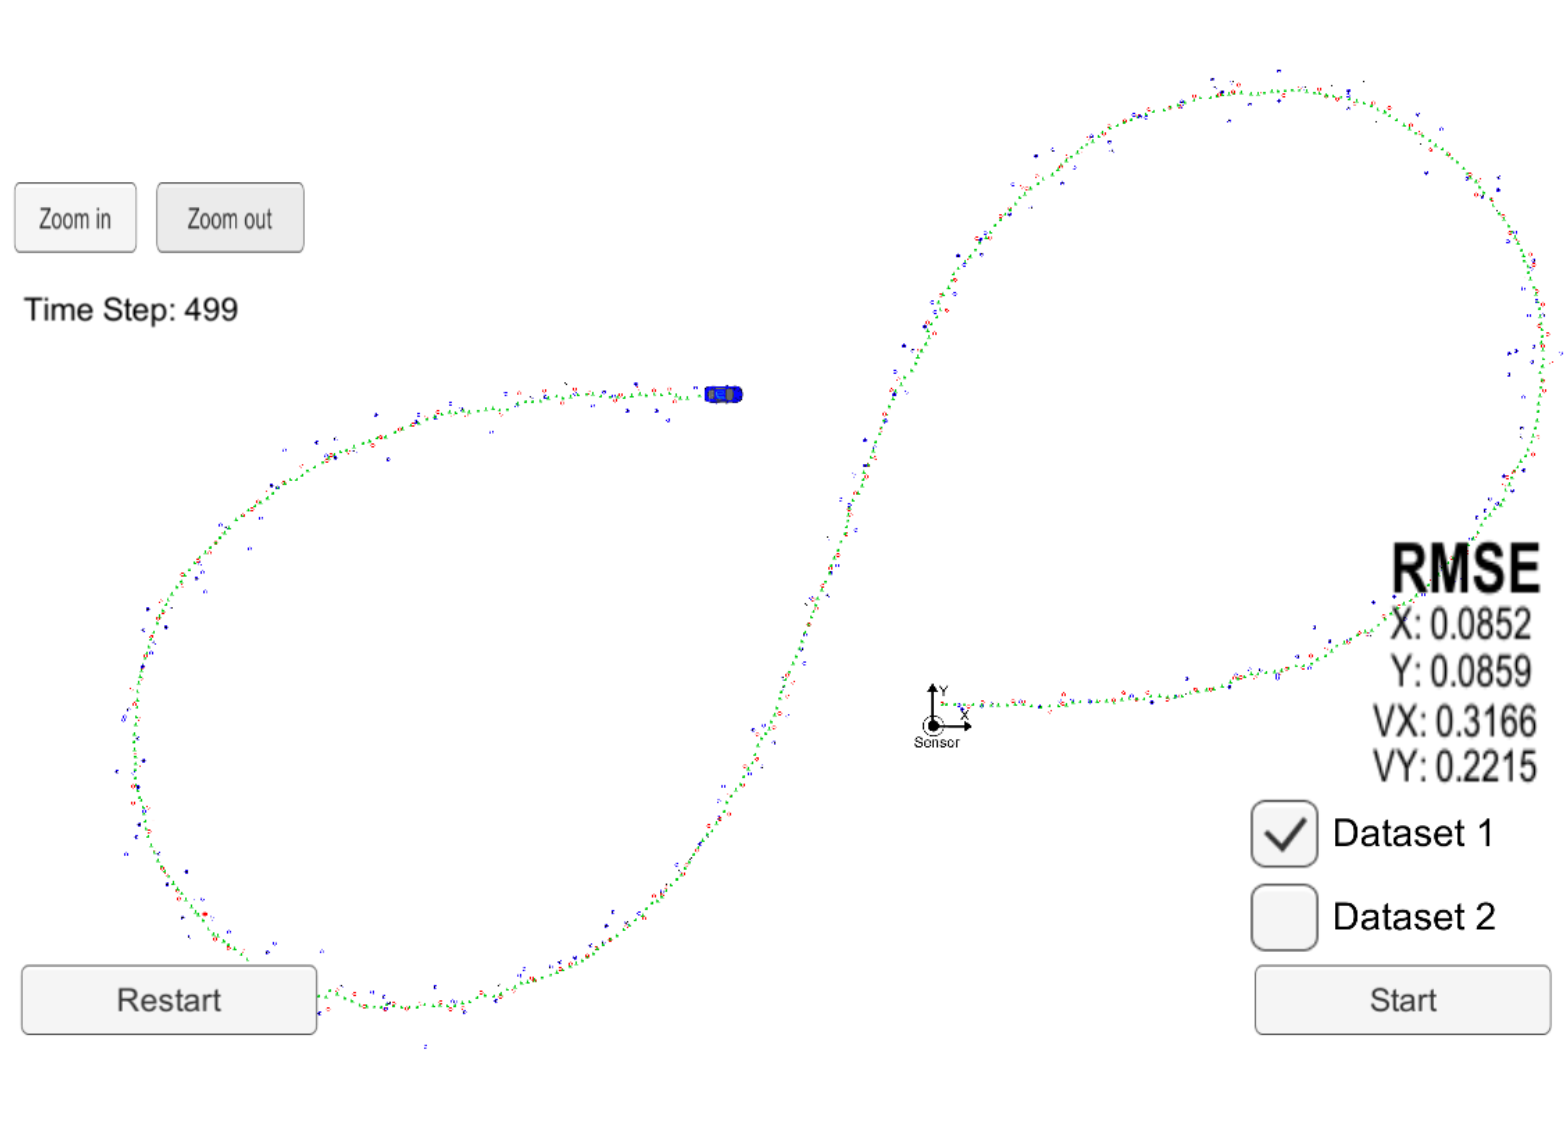 Zoom in
Zoom out
Time Step: 499
Y
X
Sensor
RMSE
X: 0.0852
Y: 0.0859
VX: 0.3166
VY: 0.2215
Dataset 1
Dataset 2
Restart
Start